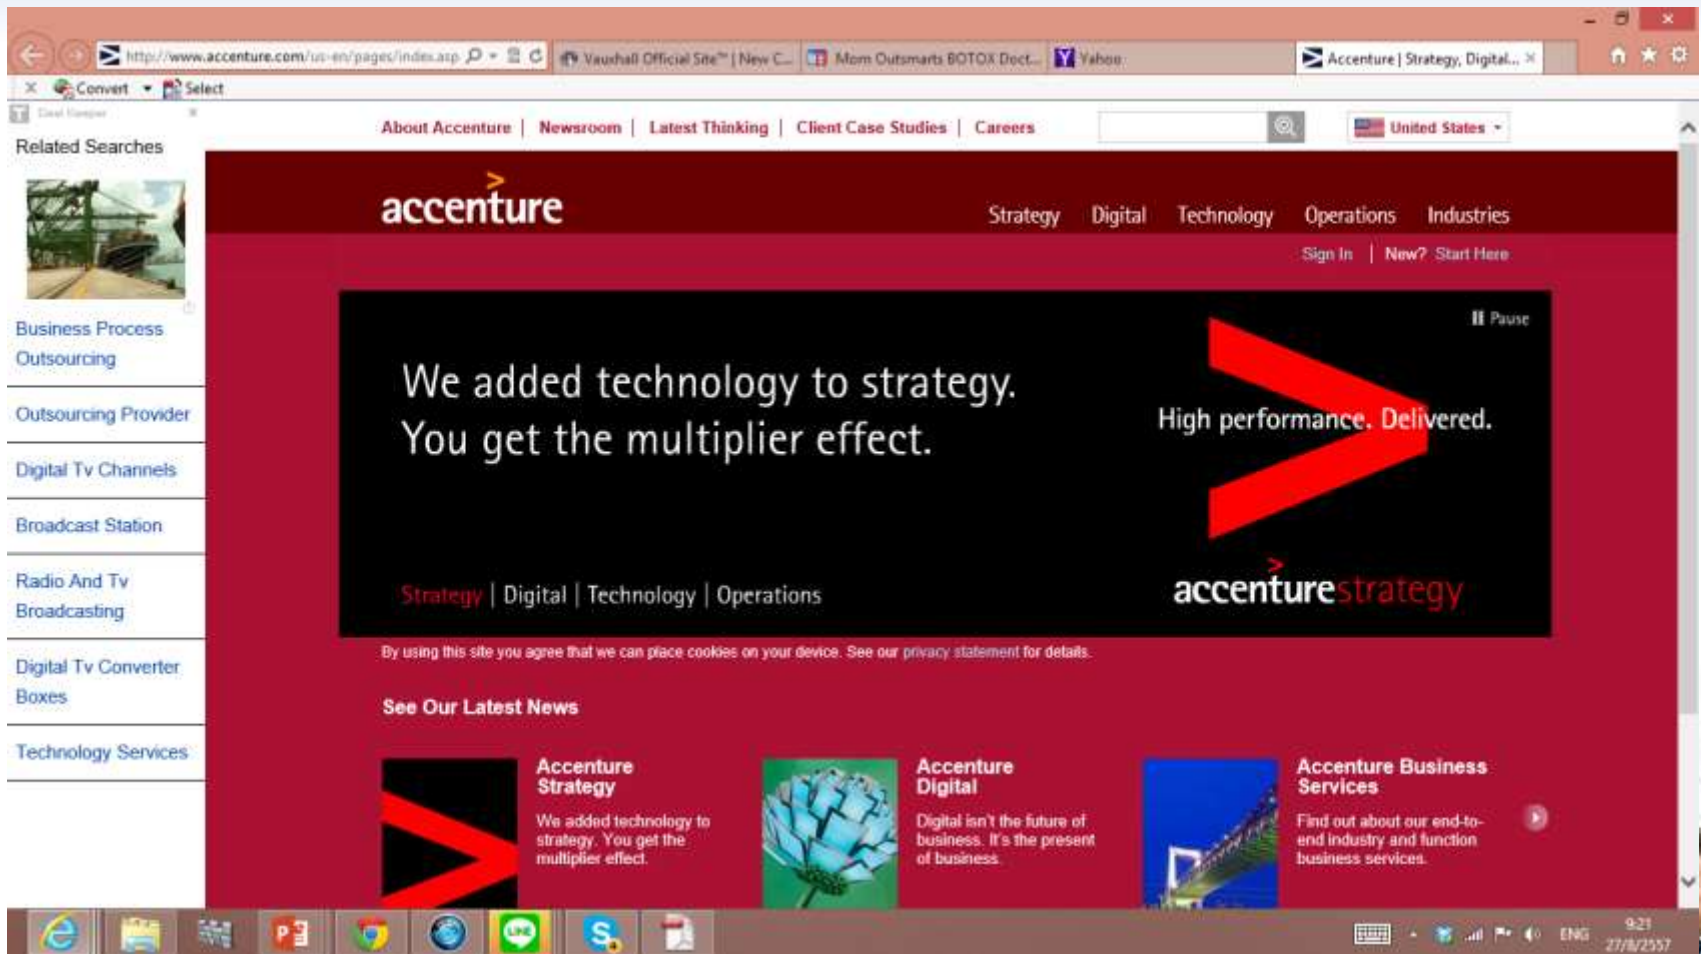 http://www.accenture.com/us-en/pages/index.asp
Vauxhall Official Site™ | New C...
Mom Outsmarts BOTOX Doct...
Yahoo
Accenture | Strategy, Digital...
Convert
Select
Related Searches
Business Process
Outsourcing
Outsourcing Provider
Digital Tv Channels
Broadcast Station
Radio And Tv
Broadcasting
Digital Tv Converter
Boxes
Technology Services
About Accenture | Newsroom | Latest Thinking | Client Case Studies | Careers
United States
accenture
Strategy Digital Technology Operations Industries
Sign In | New? Start Here
Pause
We added technology to strategy.
You get the multiplier effect.
High performance. Delivered.
Strategy | Digital | Technology | Operations
accenturestrategy
By using this site you agree that we can place cookies on your device. See our privacy statement for details.
See Our Latest News
Accenture
Strategy
We added technology to
strategy. You get the
multiplier effect.
Accenture
Digital
Digital isn't the future of
business. It's the present
of business.
Accenture Business
Services
Find out about our end-to-
end industry and function
business services.
LINE
ENG
9:21
27/8/2557